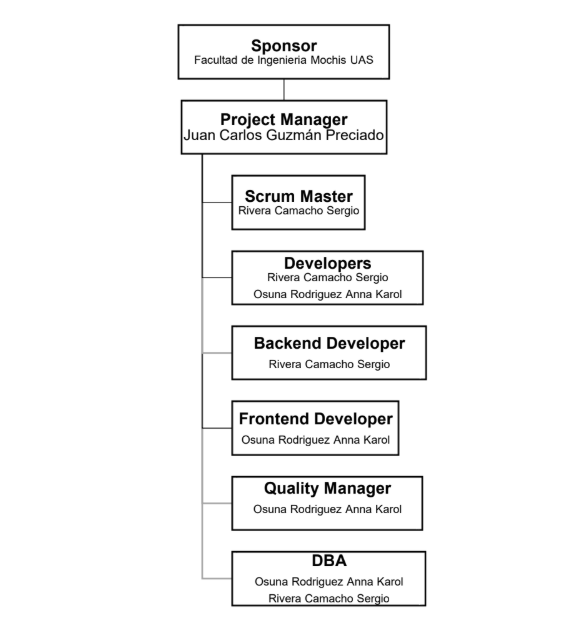 Sponsor
Facultad de Ingenieria Mochis UAS
Project Manager
Juan Carlos Guzmán Preciado
Scrum Master
Rivera Camacho Sergio
Developers
Rivera Camacho Sergio
Osuna Rodriguez Anna Karol
Backend Developer
Rivera Camacho Sergio
Frontend Developer
Osuna Rodriguez Anna Karol
Quality Manager
Osuna Rodriguez Anna Karol
DBA
Osuna Rodriguez Anna Karol
Rivera Camacho Sergio